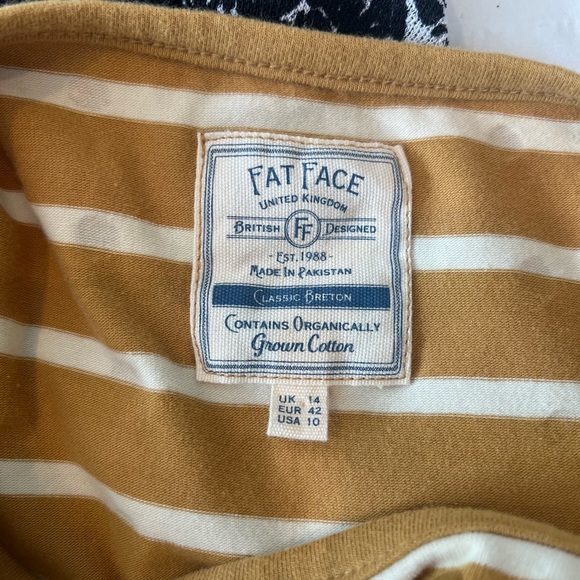 FAT FACE
UNITED KINGDOM
BRITISH FF DESIGNED
- EST. 1988 -
MADE IN PAKISTAN
CLASSIC BRETON
CONTAINS ORGANICALLY
Grown Cotton
UK 14
EUR 42
USA 10